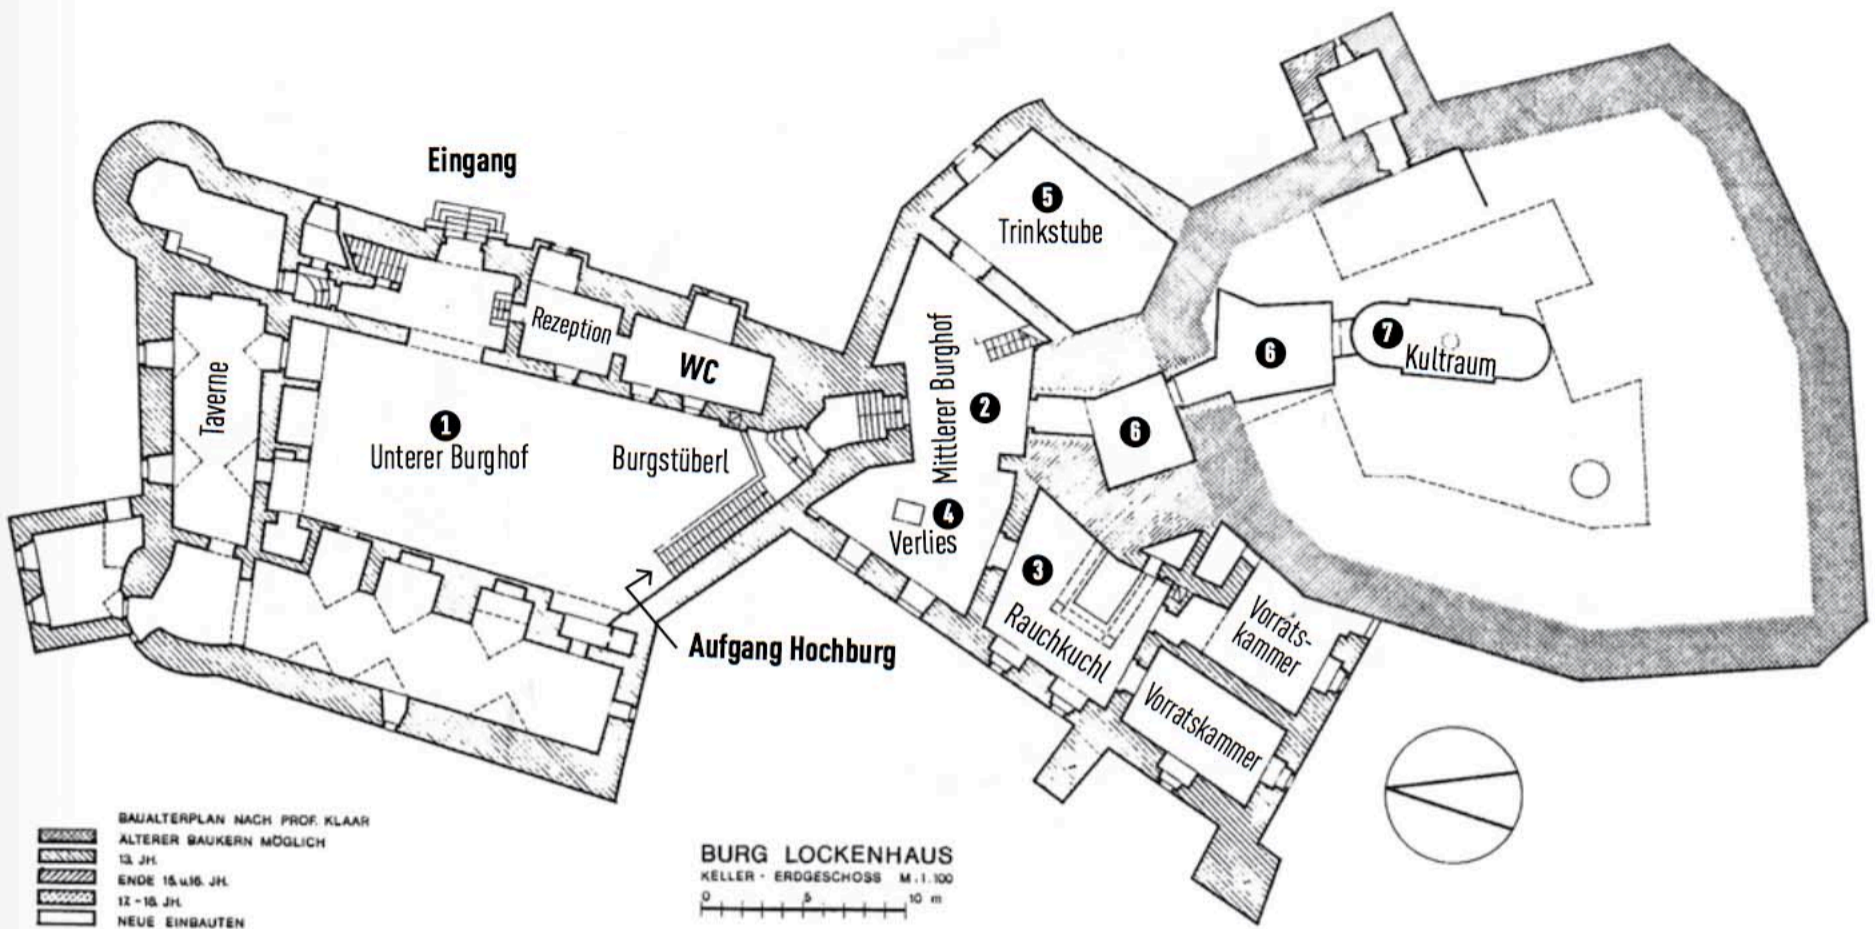 Eingang
5
Trinkstube
Rezeption
WC
Taverne
1
Unterer Burghof
Burgstüberl
Mittlerer Burghof
2
6
6
7
Kultraum
4
Verlies
3
Rauchkuchl
Vorrats-
kammer
Vorratskammer
Aufgang Hochburg
BAUALTERPLAN NACH PROF. KLAAR
ÄLTERER BAUKERN MÖGLICH
13. JH.
ENDE 15.u.16. JH.
17.-18. JH.
NEUE EINBAUTEN
BURG LOCKENHAUS
KELLER - ERDGESCHOSS M.1:100
0 5 10 m